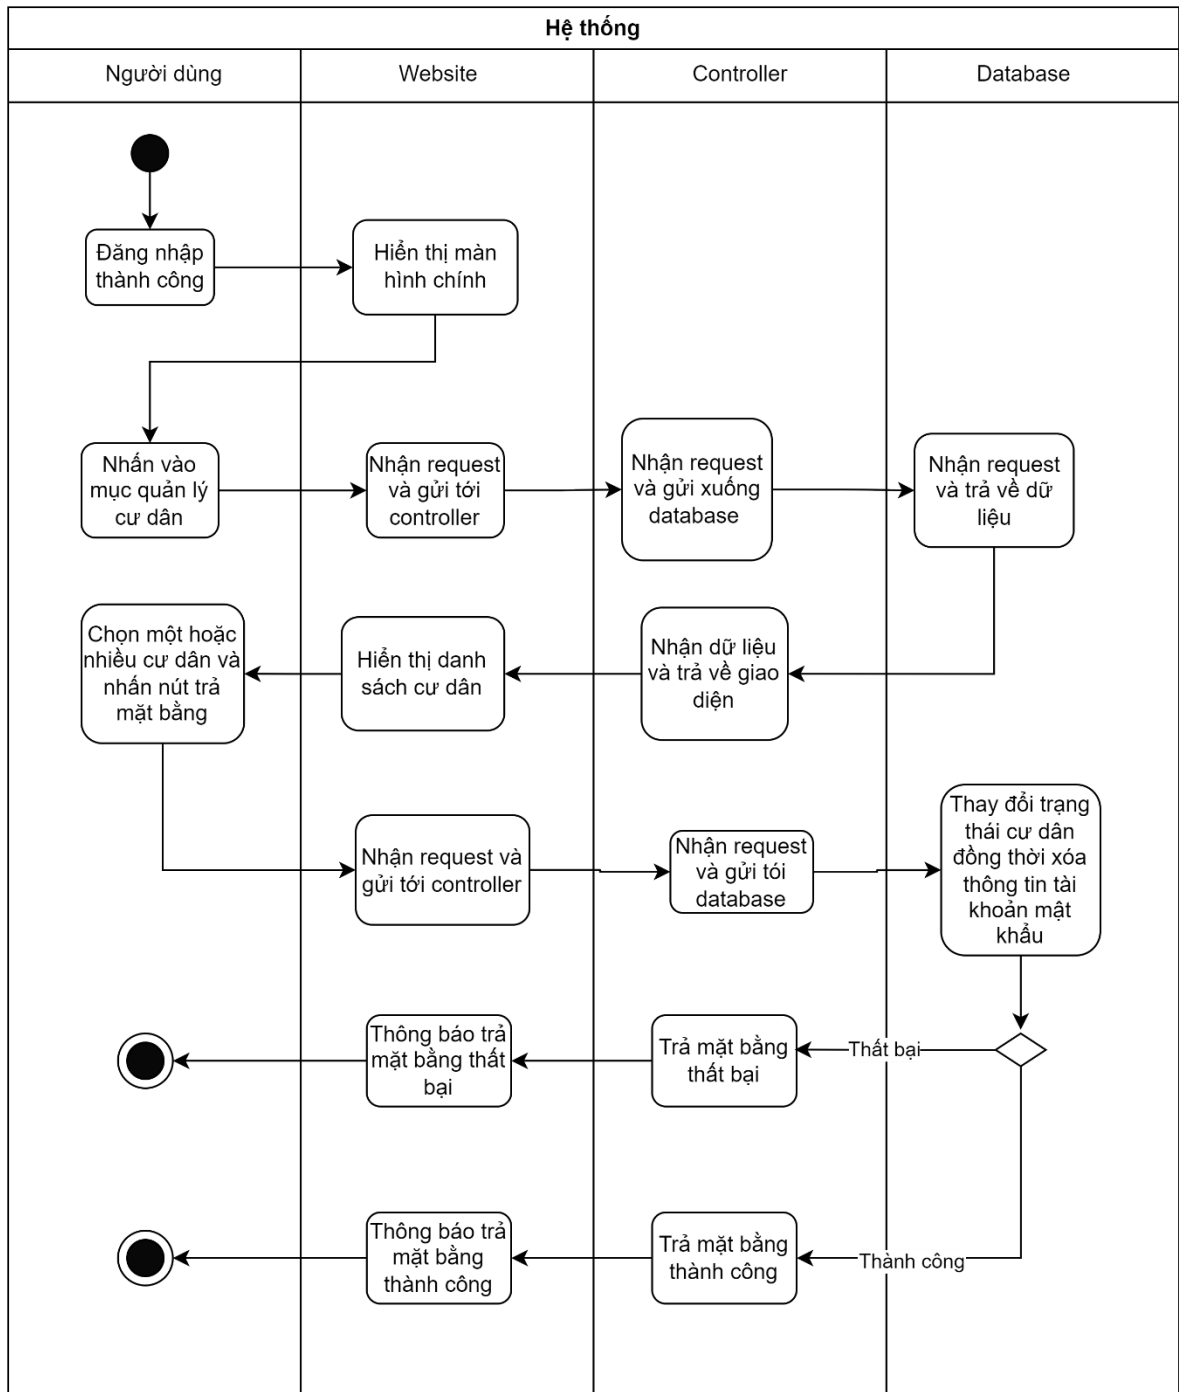 Hệ thống
Người dùng
Website
Controller
Database
Đăng nhập
thành công
Hiển thị màn
hình chính
Nhấn vào
mục quản lý
cư dân
Nhận request
và gửi tới
controller
Nhận request
và gửi xuống
database
Nhận request
và trả về dữ
liệu
Chọn một hoặc
nhiều cư dân và
nhấn nút trả
mặt bằng
Hiển thị danh
sách cư dân
Nhận dữ liệu
và trả về giao
diện
Nhận request và
gửi tới controller
Nhận request
và gửi tói
database
Thay đổi trạng
thái cư dân
đồng thời xóa
thông tin tài
khoản mật
khẩu
Thông báo trả
mặt bằng thất
bại
Trả mặt bằng
thất bại
Thất bại
Thông báo trả
mặt bằng
thành công
Trả mặt bằng
thành công
Thành công